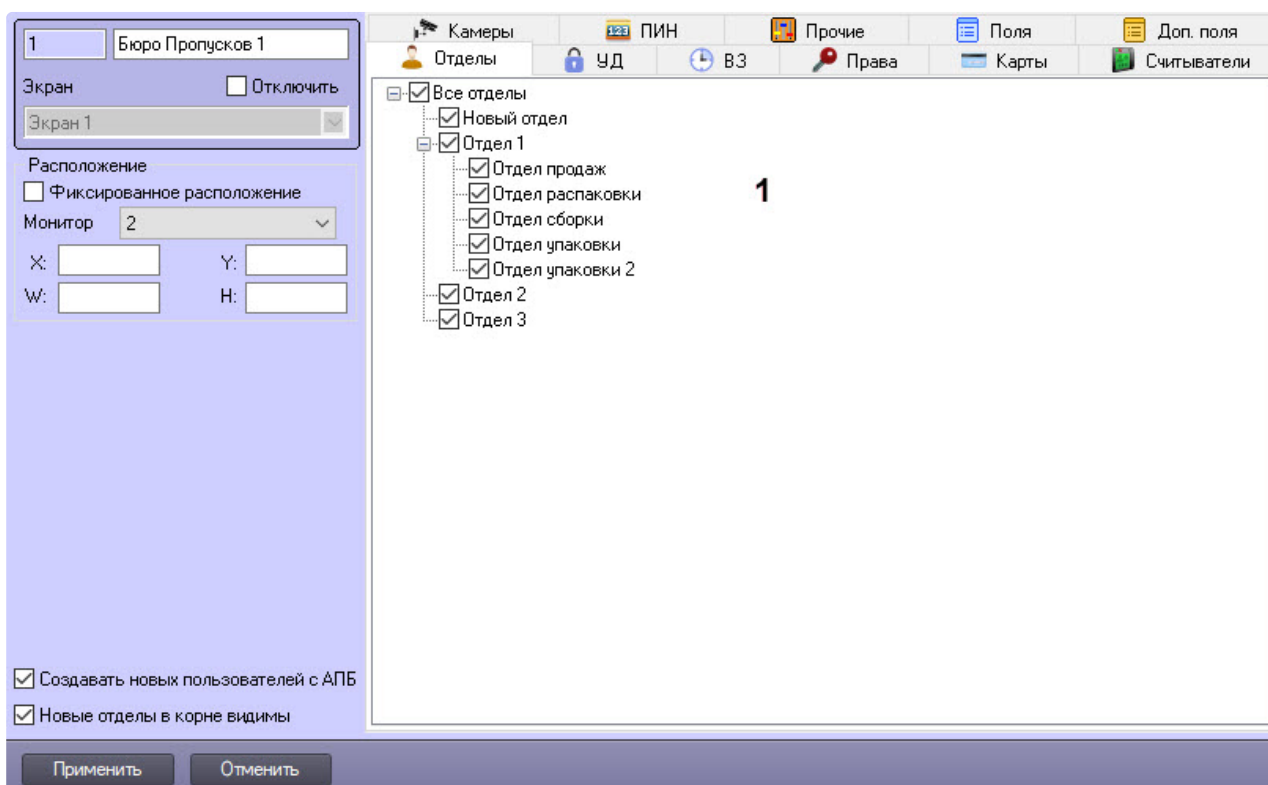 1 Бюро Пропусков 1
Экран Отключить
Экран 1
Расположение
Фиксированное расположение
Монитор 2
X: Y:
W: H:
Создавать новых пользователей с АПБ
Новые отделы в корне видимы
Камеры 123 ПИН Прочие Поля Доп. поля
Отделы УД ВЗ Права Карты Считыватели
Все отделы
Новый отдел
Отдел 1
Отдел продаж
Отдел распаковки
1
Отдел сборки
Отдел упаковки
Отдел упаковки 2
Отдел 2
Отдел 3
Применить Отменить